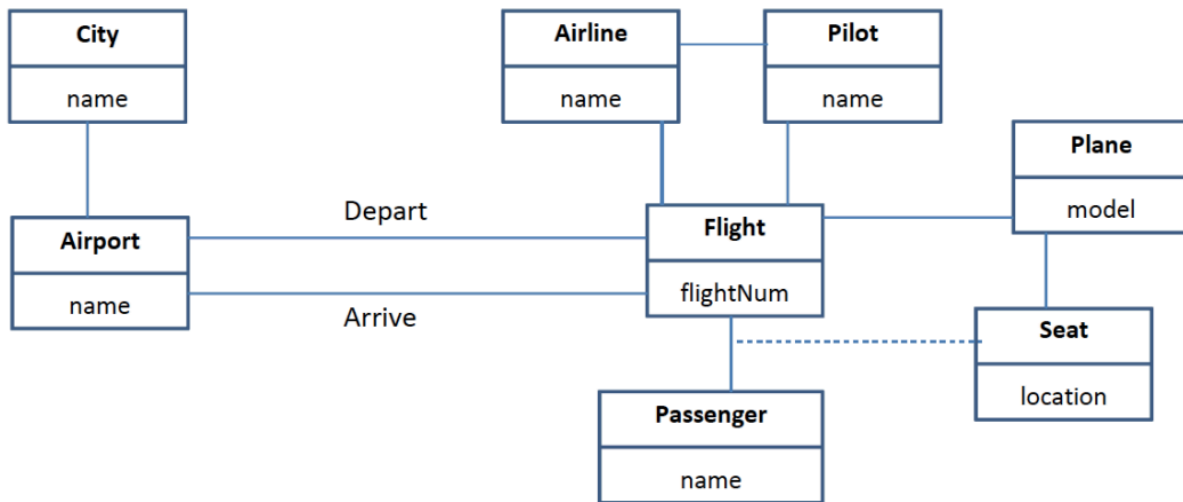 City
name
Airline
name
Pilot
name
Plane
model
Airport
name
Depart
Arrive
Flight
flightNum
Seat
location
Passenger
name